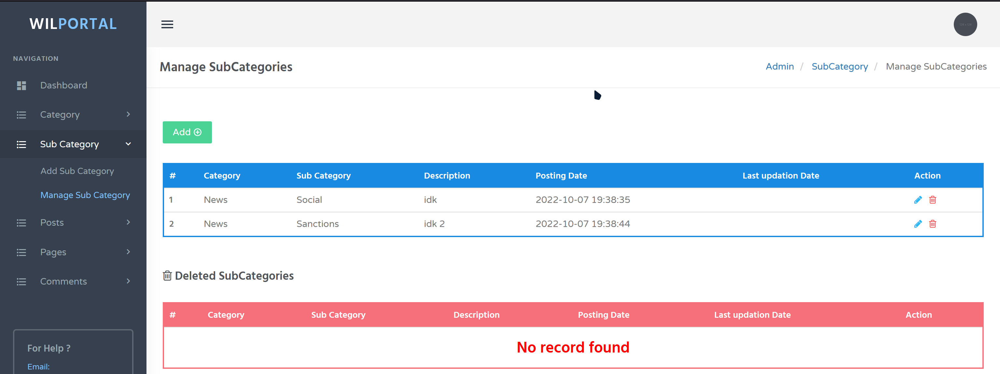 WILPORTAL
NAVIGATION
Dashboard
Category
Sub Category
Add Sub Category
Manage Sub Category
Posts
Pages
Comments
For Help ?
Email:
128 x 128
Manage SubCategories
Admin / SubCategory / Manage SubCategories
Add
# Category Sub Category Description Posting Date Last updation Date Action
1 News Social idk 2022-10-07 19:38:35
2 News Sanctions idk 2 2022-10-07 19:38:44
Deleted SubCategories
# Category Sub Category Description Posting Date Last updation Date Action
No record found